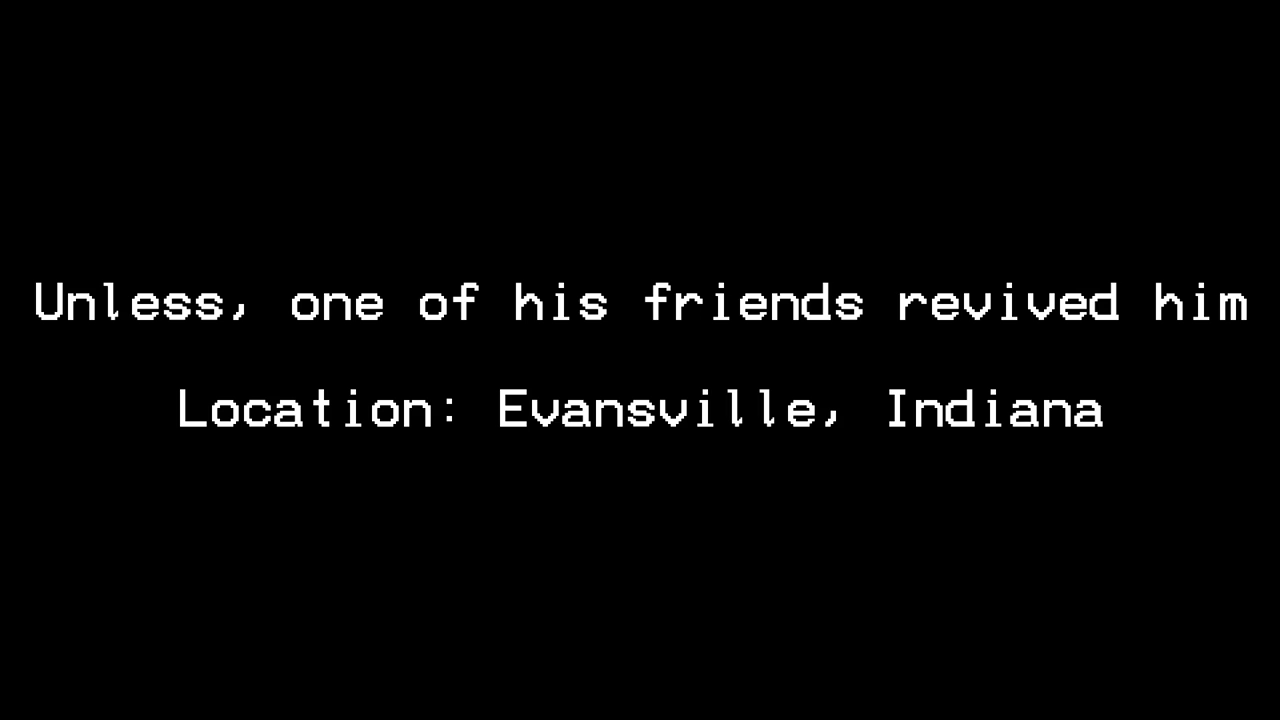 Unless, one of his friends revived him
Location: Evansville, Indiana